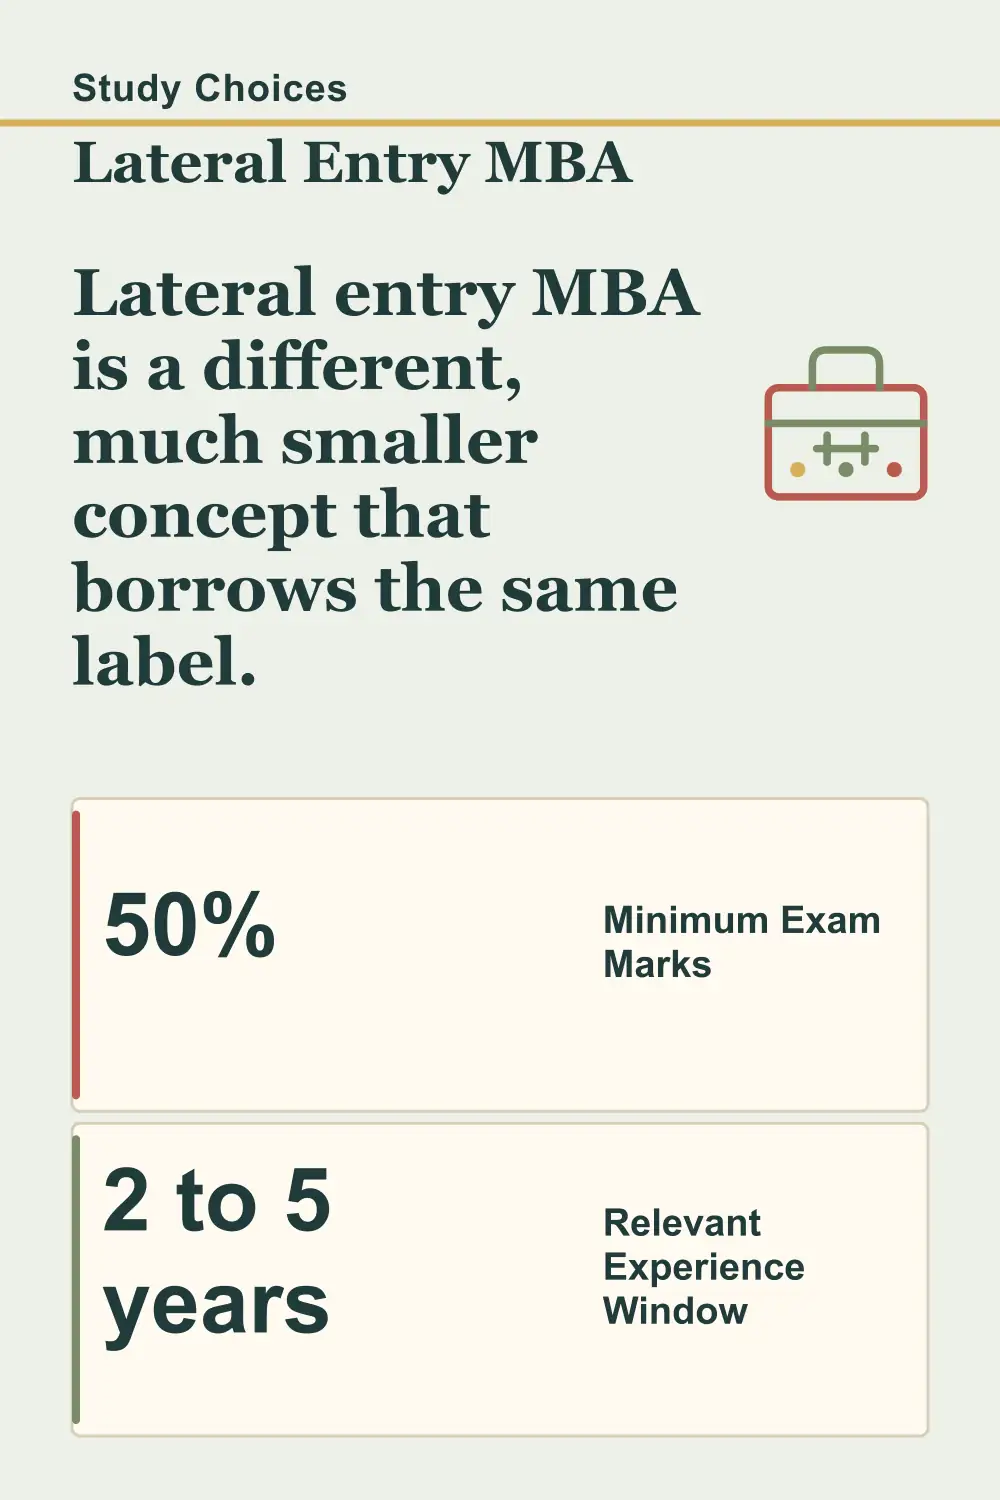 Study Choices
Lateral Entry MBA
Lateral entry MBA
is a different,
much smaller
concept that
borrows the same
label.
50%
Minimum Exam
Marks
2 to 5
years
Relevant
Experience
Window